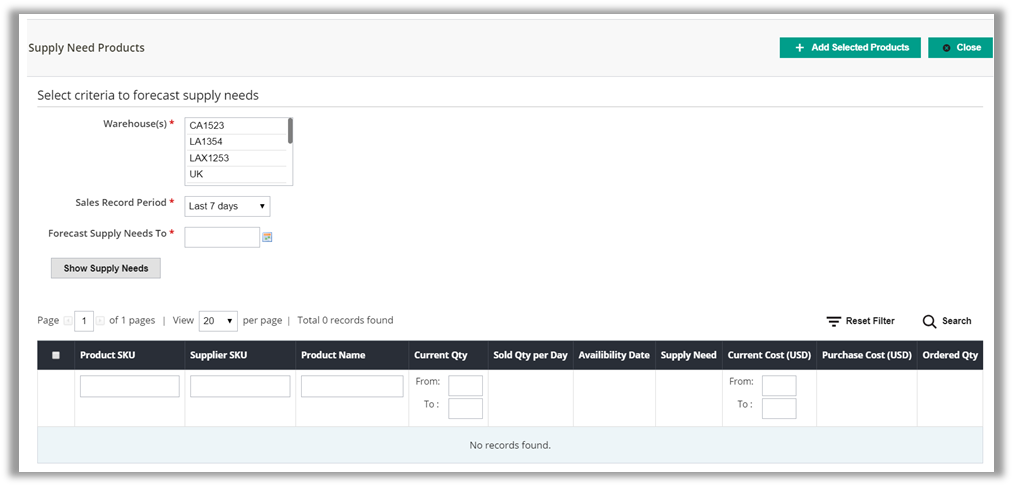 Supply Need Products
+ Add Selected Products
Close
Select criteria to forecast supply needs
Warehouse(s) *
CA1523
LA1354
LAX1253
UK
Sales Record Period * Last 7 days
Forecast Supply Needs To *
Show Supply Needs
Page 1 of 1 pages | View 20 per page | Total 0 records found
Reset Filter
Search
Product SKU Supplier SKU Product Name Current Qty Sold Qty per Day Availibility Date Supply Need Current Cost (USD) Purchase Cost (USD) Ordered Qty
From: From:
To : To :
No records found.